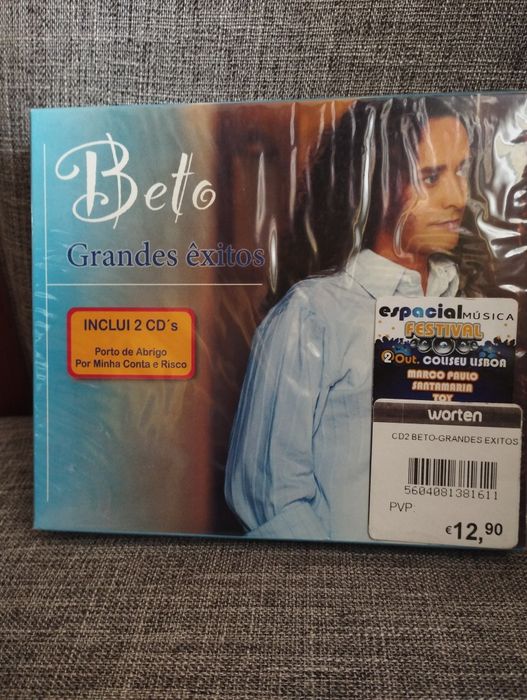 Beto
Grandes êxitos
INCLUI 2 CD´s
Porto de Abrigo
Por Minha Conta e Risco
espacial MÚSICA
FESTIVAL
2 Out. COLISEU LISBOA
MARCO PAULO
SANTAMARIA
TOY
worten
CD2 BETO-GRANDES EXITOS
5604081381611
PVP
€12,90